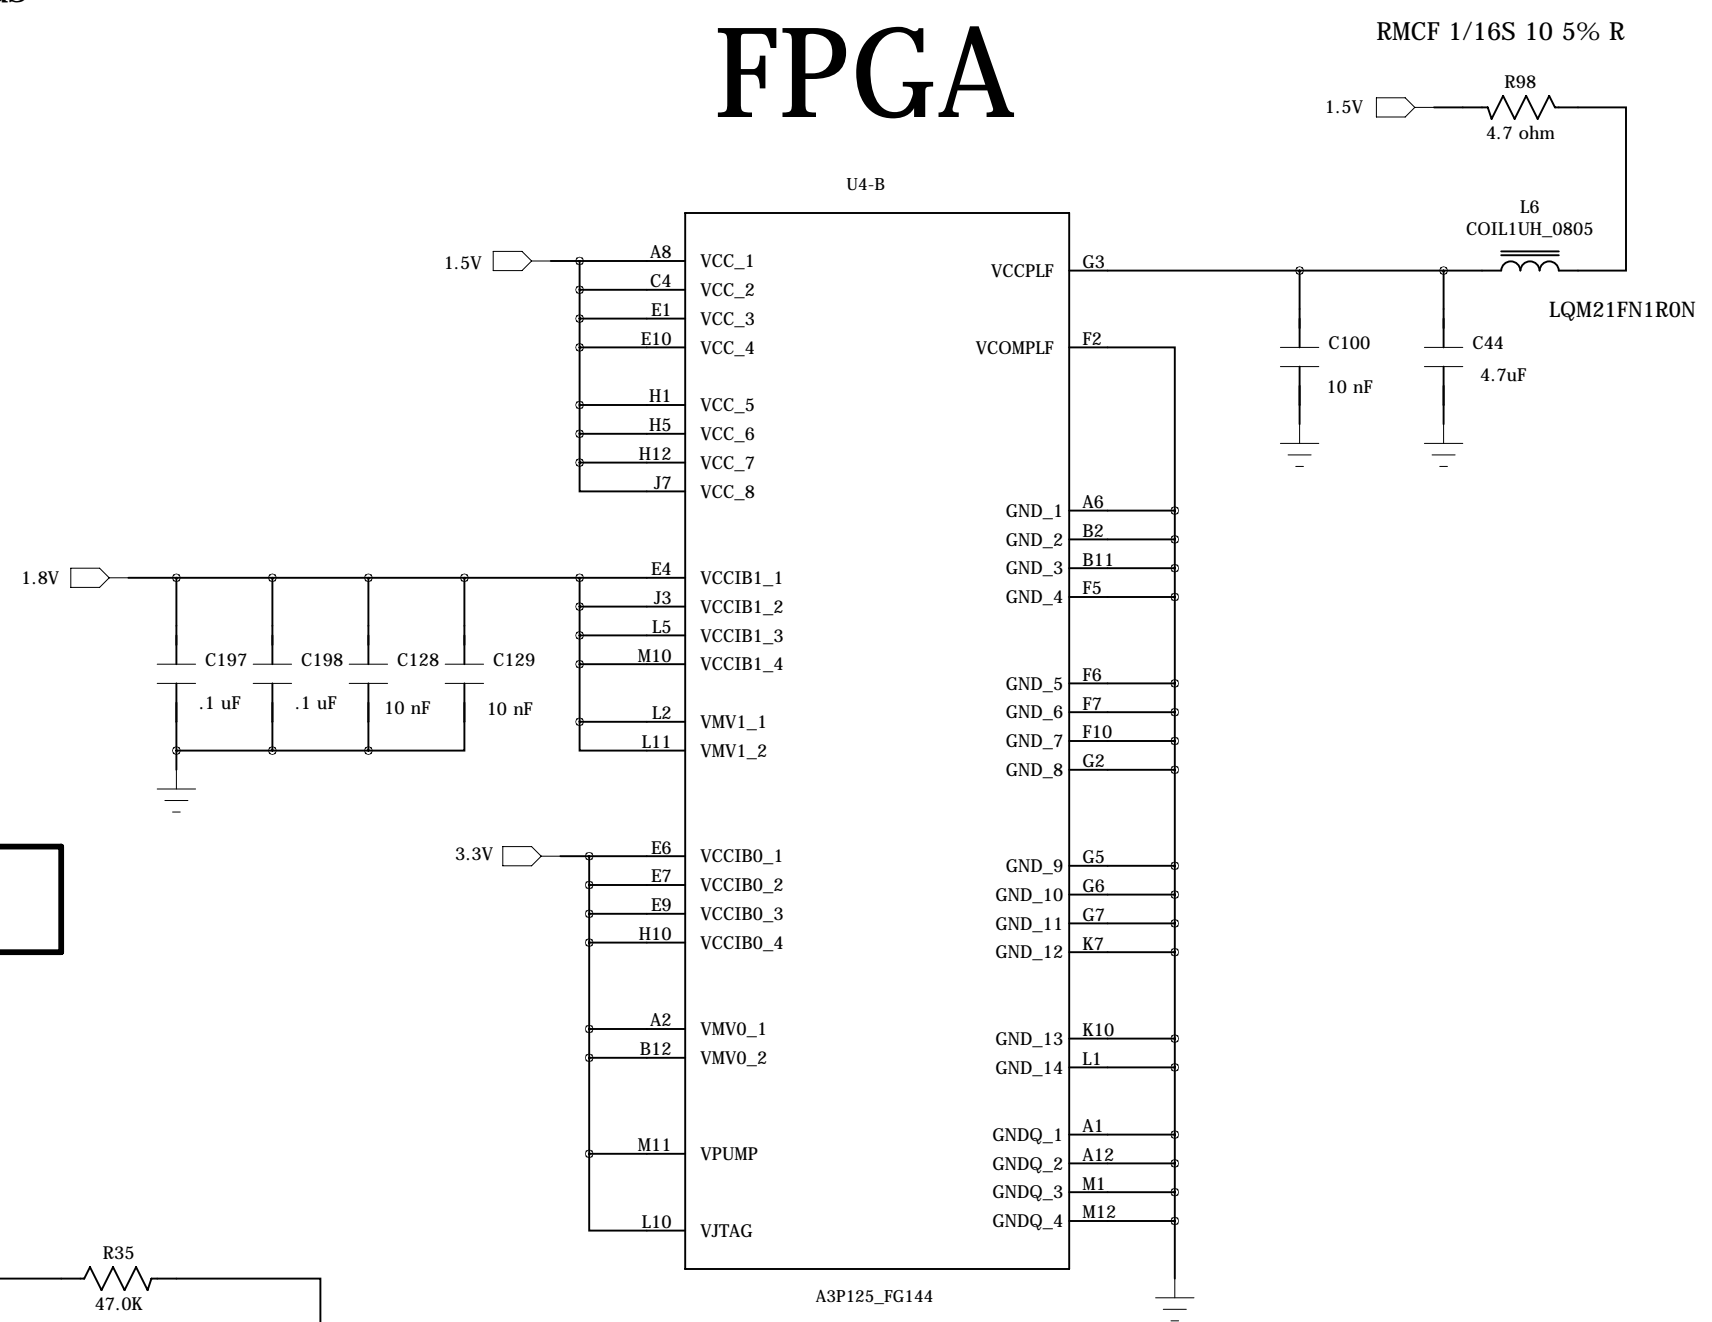 FPGA
RMCF 1/16S 10 5% R
R98
1.5V
4.7 ohm
U4-B
L6
COIL1UH_0805
LQM21FN1R0N
1.5V
A8 VCC_1
C4 VCC_2
E1 VCC_3
E10 VCC_4
H1 VCC_5
H5 VCC_6
H12 VCC_7
J7 VCC_8
VCCPLF G3
VCOMPLF F2
C100
10 nF
C44
4.7uF
1.8V
E4 VCCIB1_1
J3 VCCIB1_2
L5 VCCIB1_3
M10 VCCIB1_4
L2 VMV1_1
L11 VMV1_2
C197
.1 uF
C198
.1 uF
C128
10 nF
C129
10 nF
3.3V
E6 VCCIB0_1
E7 VCCIB0_2
E9 VCCIB0_3
H10 VCCIB0_4
A2 VMV0_1
B12 VMV0_2
M11 VPUMP
L10 VJTAG
GND_1 A6
GND_2 B2
GND_3 B11
GND_4 F5
GND_5 F6
GND_6 F7
GND_7 F10
GND_8 G2
GND_9 G5
GND_10 G6
GND_11 G7
GND_12 K7
GND_13 K10
GND_14 L1
GNDQ_1 A1
GNDQ_2 A12
GNDQ_3 M1
GNDQ_4 M12
A3P125_FG144
R35
47.0K